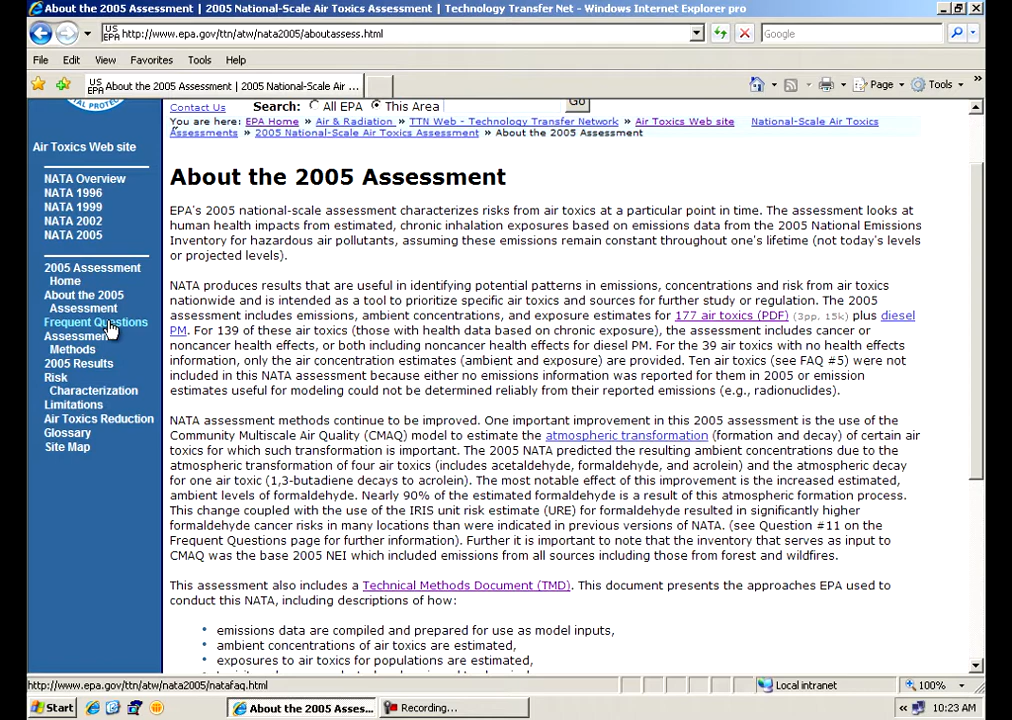 About the 2005 Assessment | 2005 National-Scale Air Toxics Assessment | Technology Transfer Net - Windows Internet Explorer pro
US EPA http://www.epa.gov/ttn/atw/nata2005/aboutassess.html
Google
File Edit View Favorites Tools Help
US EPA About the 2005 Assessment | 2005 National-Scale Air ...
Page Tools
Contact Us Search: All EPA This Area Go
You are here: EPA Home » Air & Radiation » TTN Web - Technology Transfer Network » Air Toxics Web site National-Scale Air Toxics
Assessments » 2005 National-Scale Air Toxics Assessment » About the 2005 Assessment
Air Toxics Web site
NATA Overview
NATA 1996
NATA 1999
NATA 2002
NATA 2005
2005 Assessment
Home
About the 2005
Assessment
Frequent Questions
Assessment
Methods
2005 Results
Risk
Characterization
Limitations
Air Toxics Reduction
Glossary
Site Map
About the 2005 Assessment
EPA's 2005 national-scale assessment characterizes risks from air toxics at a particular point in time. The assessment looks at
human health impacts from estimated, chronic inhalation exposures based on emissions data from the 2005 National Emissions
Inventory for hazardous air pollutants, assuming these emissions remain constant throughout one's lifetime (not today's levels
or projected levels).
NATA produces results that are useful in identifying potential patterns in emissions, concentrations and risk from air toxics
nationwide and is intended as a tool to prioritize specific air toxics and sources for further study or regulation. The 2005
assessment includes emissions, ambient concentrations, and exposure estimates for 177 air toxics (PDF) (3pp. 15k) plus diesel
PM. For 139 of these air toxics (those with health data based on chronic exposure), the assessment includes cancer or
noncancer health effects, or both including noncancer health effects for diesel PM. For the 39 air toxics with no health effects
information, only the air concentration estimates (ambient and exposure) are provided. Ten air toxics (see FAQ #5) were not
included in this NATA assessment because either no emissions information was reported for them in 2005 or emission
estimates useful for modeling could not be determined reliably from their reported emissions (e.g., radionuclides).
NATA assessment methods continue to be improved. One important improvement in this 2005 assessment is the use of the
Community Multiscale Air Quality (CMAQ) model to estimate the atmospheric transformation (formation and decay) of certain air
toxics for which such transformation is important. The 2005 NATA predicted the resulting ambient concentrations due to the
atmospheric transformation of four air toxics (includes acetaldehyde, formaldehyde, and acrolein) and the atmospheric decay
for one air toxic (1,3-butadiene decays to acrolein). The most notable effect of this improvement is the increased estimated,
ambient levels of formaldehyde. Nearly 90% of the estimated formaldehyde is a result of this atmospheric formation process.
This change coupled with the use of the IRIS unit risk estimate (URE) for formaldehyde resulted in significantly higher
formaldehyde cancer risks in many locations than were indicated in previous versions of NATA. (see Question #11 on the
Frequent Questions page for further information). Further it is important to note that the inventory that serves as input to
CMAQ was the base 2005 NEI which included emissions from all sources including those from forest and wildfires.
This assessment also includes a Technical Methods Document (TMD). This document presents the approaches EPA used to
conduct this NATA, including descriptions of how:
• emissions data are compiled and prepared for use as model inputs,
• ambient concentrations of air toxics are estimated,
• exposures to air toxics for populations are estimated,
http://www.epa.gov/ttn/atw/nata2005/natafaq.html
Local intranet
100%
Start
About the 2005 Asses...
Recording...
10:23 AM